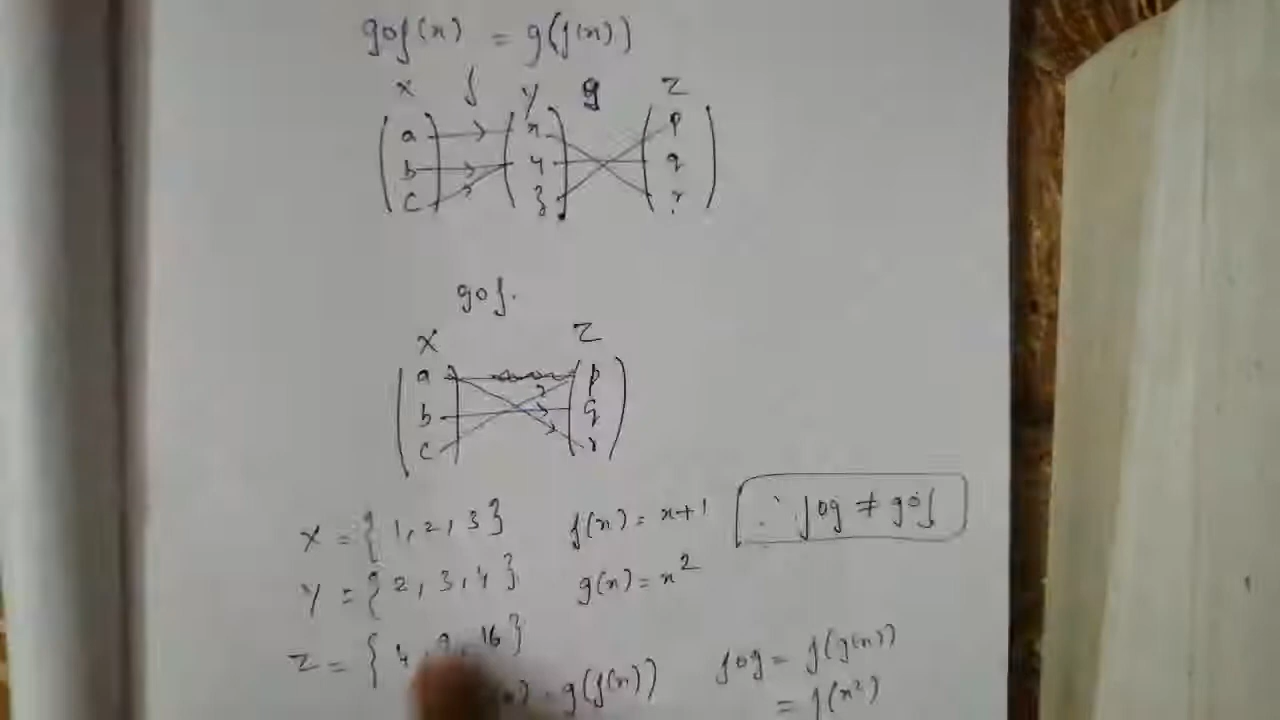 gof(x) = g(f(x))
X f Y g Z
a x p
b y q
c z r
gof.
X Z
a p
b q
c r
X = {1, 2, 3} f(x) = x+1 ∴ fog ≠ gof
Y = {2, 3, 4} g(x) = x²
Z = {4, 9, 16} fog = f(g(x))
g(f(x)) = f(x²)